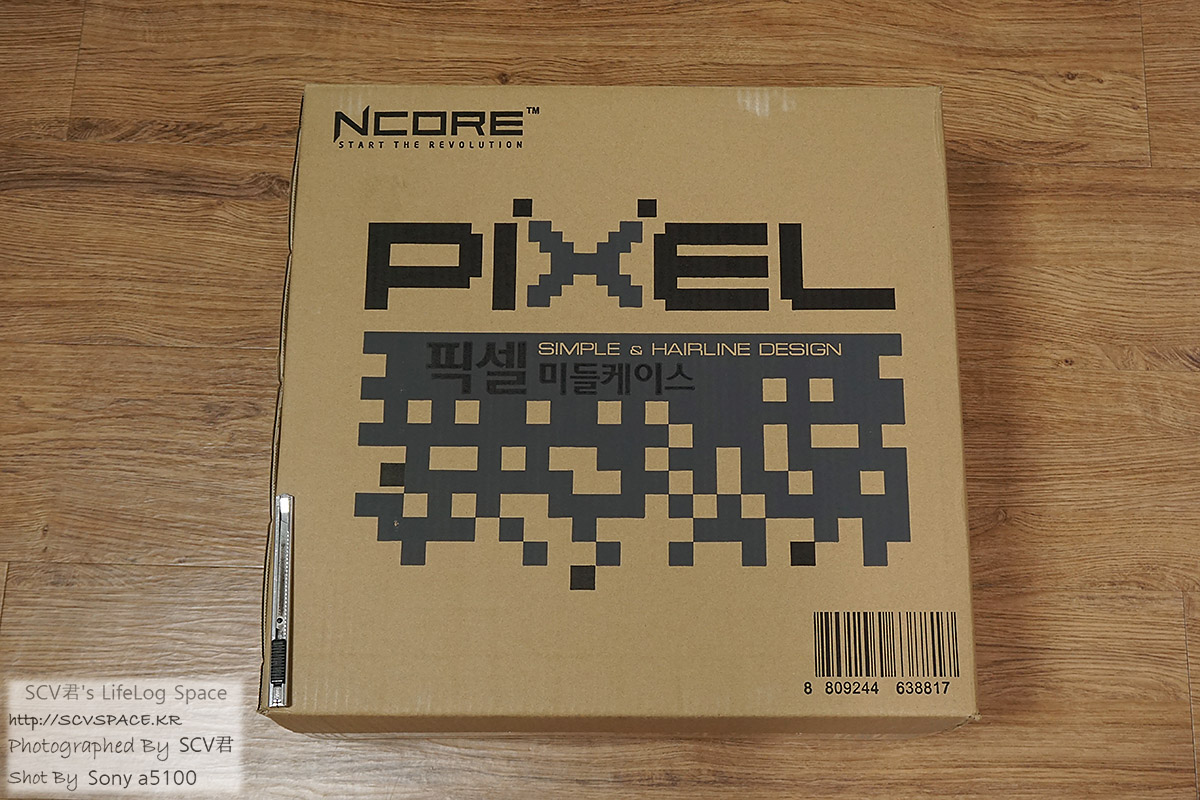 NCORE™
START THE REVOLUTION
PiXEL
SIMPLE & HAIRLINE DESIGN
픽셀 미들케이스
8 809244 638817
SCV君's LifeLog Space
http://SCVSPACE.KR
Photographed By SCV君
Shot By Sony a5100